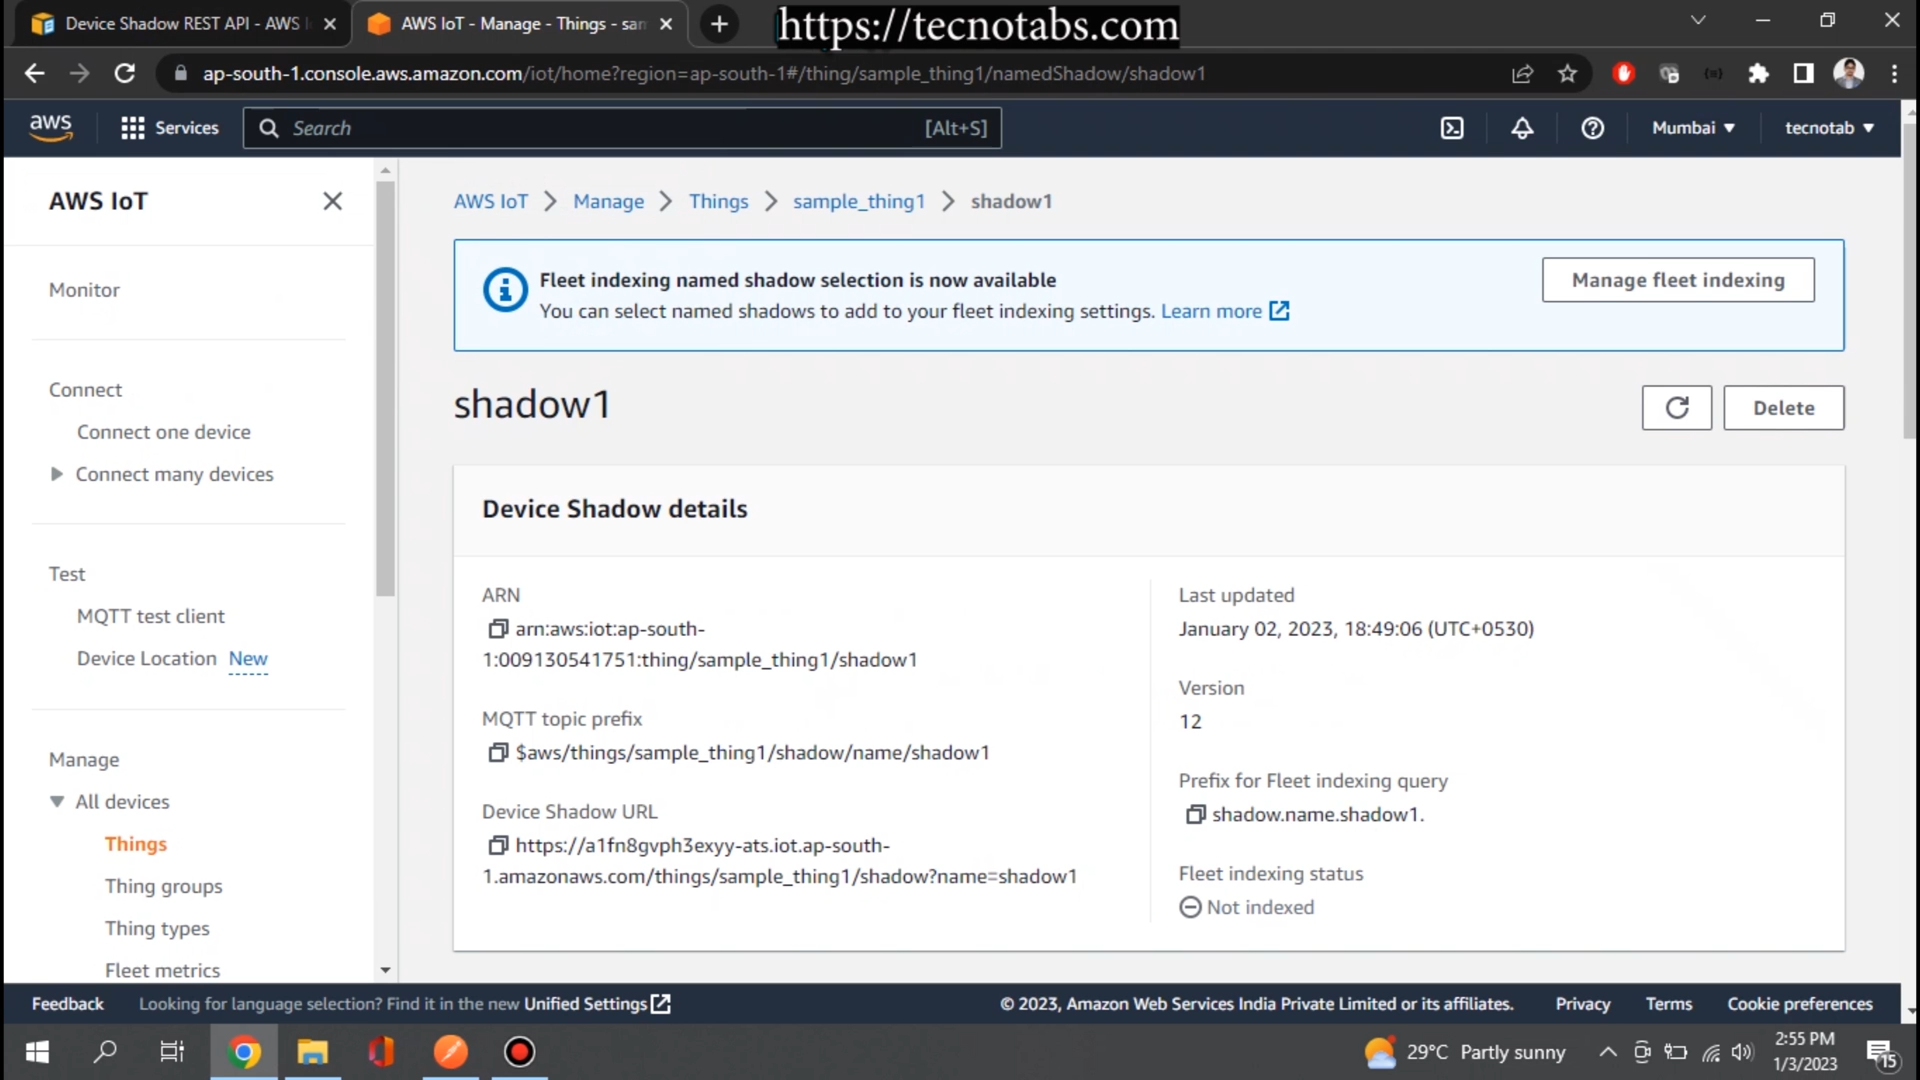 Device Shadow REST API - AWS I
AWS IoT - Manage - Things - sam
https://tecnotabs.com
ap-south-1.console.aws.amazon.com/iot/home?region=ap-south-1#/thing/sample_thing1/namedShadow/shadow1
aws
Services
Search
[Alt+S]
Mumbai
tecnotab
AWS IoT
Monitor
Connect
Connect one device
Connect many devices
Test
MQTT test client
Device Location New
Manage
All devices
Things
Thing groups
Thing types
Fleet metrics
AWS IoT > Manage > Things > sample_thing1 > shadow1
Fleet indexing named shadow selection is now available
You can select named shadows to add to your fleet indexing settings. Learn more
Manage fleet indexing
shadow1
Delete
Device Shadow details
ARN
arn:aws:iot:ap-south-
1:009130541751:thing/sample_thing1/shadow1
MQTT topic prefix
$aws/things/sample_thing1/shadow/name/shadow1
Device Shadow URL
https://a1fn8gvph3exyy-ats.iot.ap-south-
1.amazonaws.com/things/sample_thing1/shadow?name=shadow1
Last updated
January 02, 2023, 18:49:06 (UTC+0530)
Version
12
Prefix for Fleet indexing query
shadow.name.shadow1.
Fleet indexing status
Not indexed
Feedback
Looking for language selection? Find it in the new Unified Settings
© 2023, Amazon Web Services India Private Limited or its affiliates.
Privacy
Terms
Cookie preferences
29°C Partly sunny
2:55 PM
1/3/2023
15